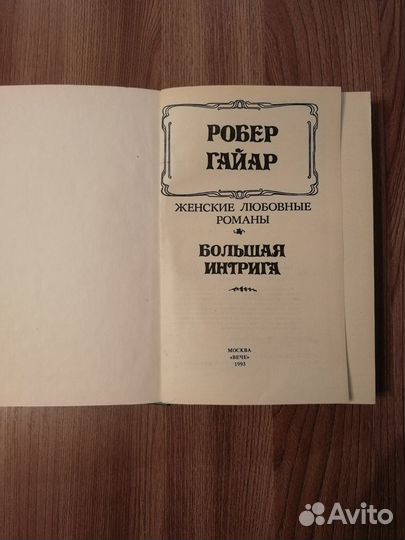 РОБЕР
ГАЙАР
ЖЕНСКИЕ ЛЮБОВНЫЕ
РОМАНЫ
БОЛЬШАЯ
ИНТРИГА
МОСКВА
«ВЕЧЕ»
1993
Avito